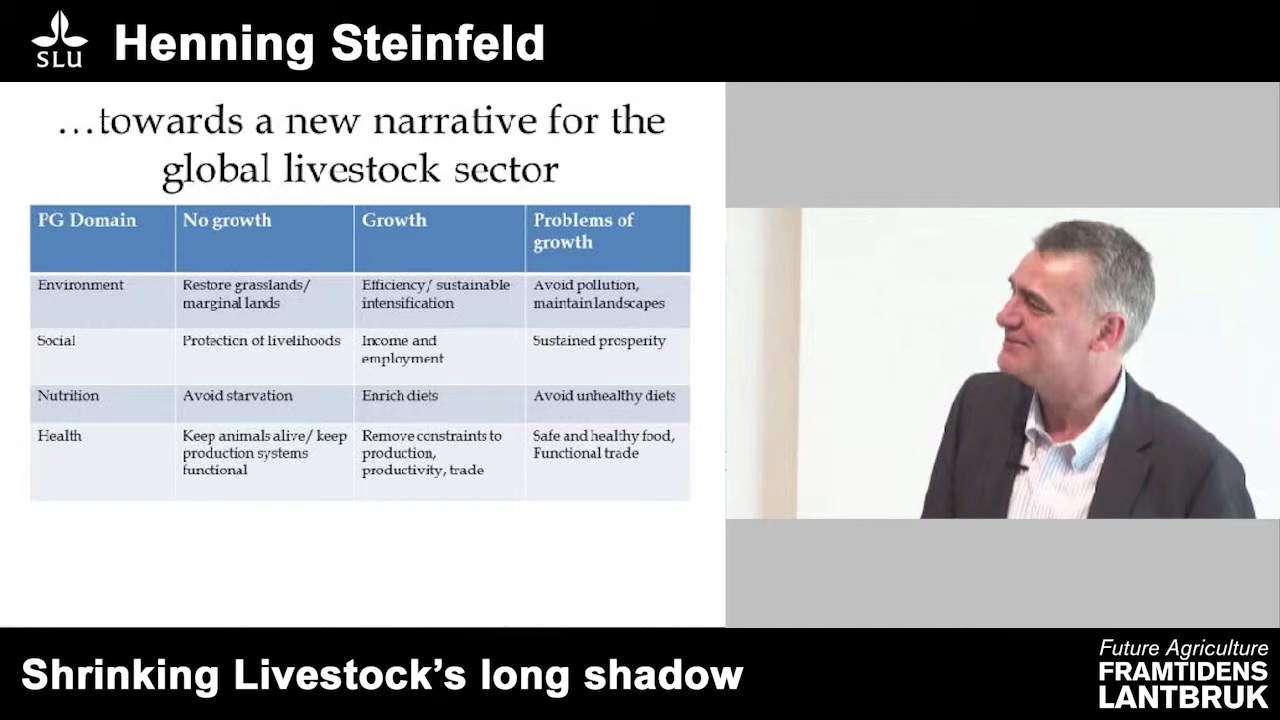 SLU
Henning Steinfeld
...towards a new narrative for the
global livestock sector
PG Domain
No growth
Growth
Problems of
growth
Environment
Restore grasslands/
marginal lands
Efficiency/ sustainable
intensification
Avoid pollution,
maintain landscapes
Social
Protection of livelihoods
Income and
employment
Sustained prosperity
Nutrition
Avoid starvation
Enrich diets
Avoid unhealthy diets
Health
Keep animals alive/ keep
production systems
functional
Remove constraints to
production,
productivity, trade
Safe and healthy food,
Functional trade
Shrinking Livestock’s long shadow
Future Agriculture
FRAMTIDENS
LANTBRUK